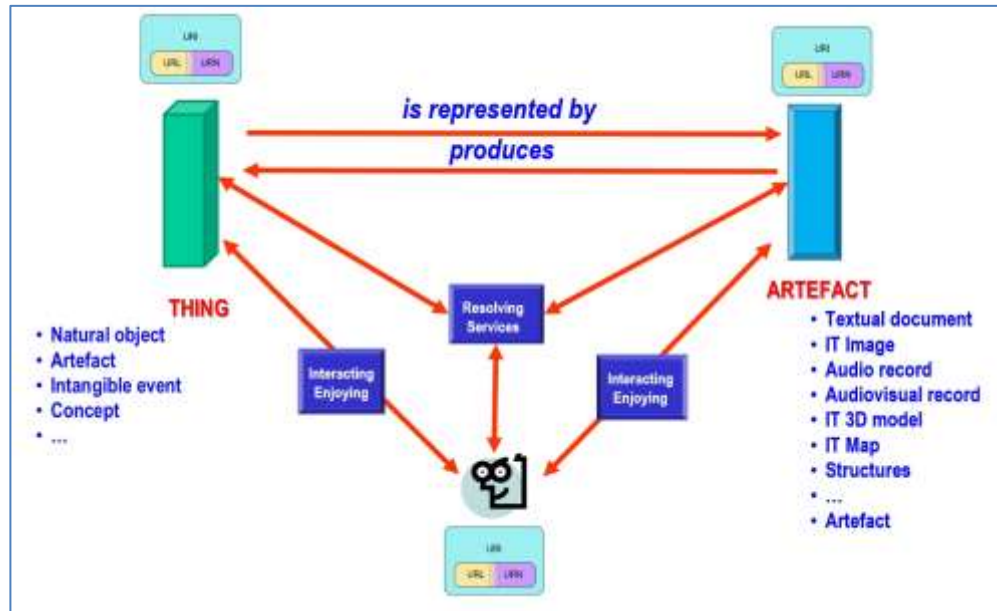 URI
URL URN
URI
URL URN
is represented by
produces
THING
• Natural object
• Artefact
• Intangible event
• Concept
• ...
Resolving
Services
Interacting
Enjoying
Interacting
Enjoying
ARTEFACT
• Textual document
• IT Image
• Audio record
• Audiovisual record
• IT 3D model
• IT Map
• Structures
• ...
• Artefact
URI
URL URN